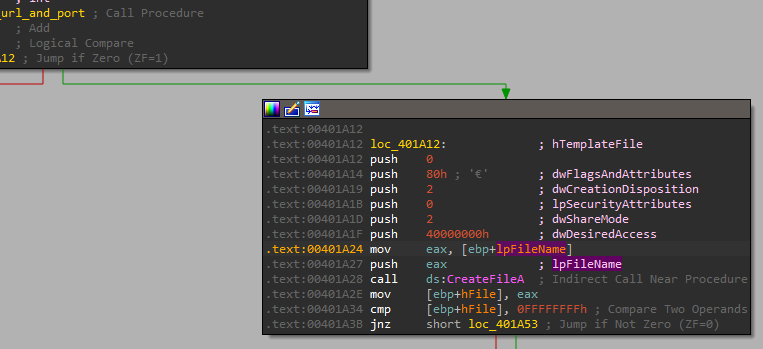 ; int
_url_and_port ; Call Procedure
; Add
; Logical Compare
A12 ; Jump if Zero (ZF=1)
.text:00401A12
.text:00401A12 loc_401A12: ; hTemplateFile
.text:00401A12 push 0
.text:00401A14 push 80h ; '€' ; dwFlagsAndAttributes
.text:00401A19 push 2 ; dwCreationDisposition
.text:00401A1B push 0 ; lpSecurityAttributes
.text:00401A1D push 2 ; dwShareMode
.text:00401A1F push 40000000h ; dwDesiredAccess
.text:00401A24 mov eax, [ebp+lpFileName]
.text:00401A27 push eax ; lpFileName
.text:00401A28 call ds:CreateFileA ; Indirect Call Near Procedure
.text:00401A2E mov [ebp+hFile], eax
.text:00401A34 cmp [ebp+hFile], 0FFFFFFFFh ; Compare Two Operands
.text:00401A3B jnz short loc_401A53 ; Jump if Not Zero (ZF=0)